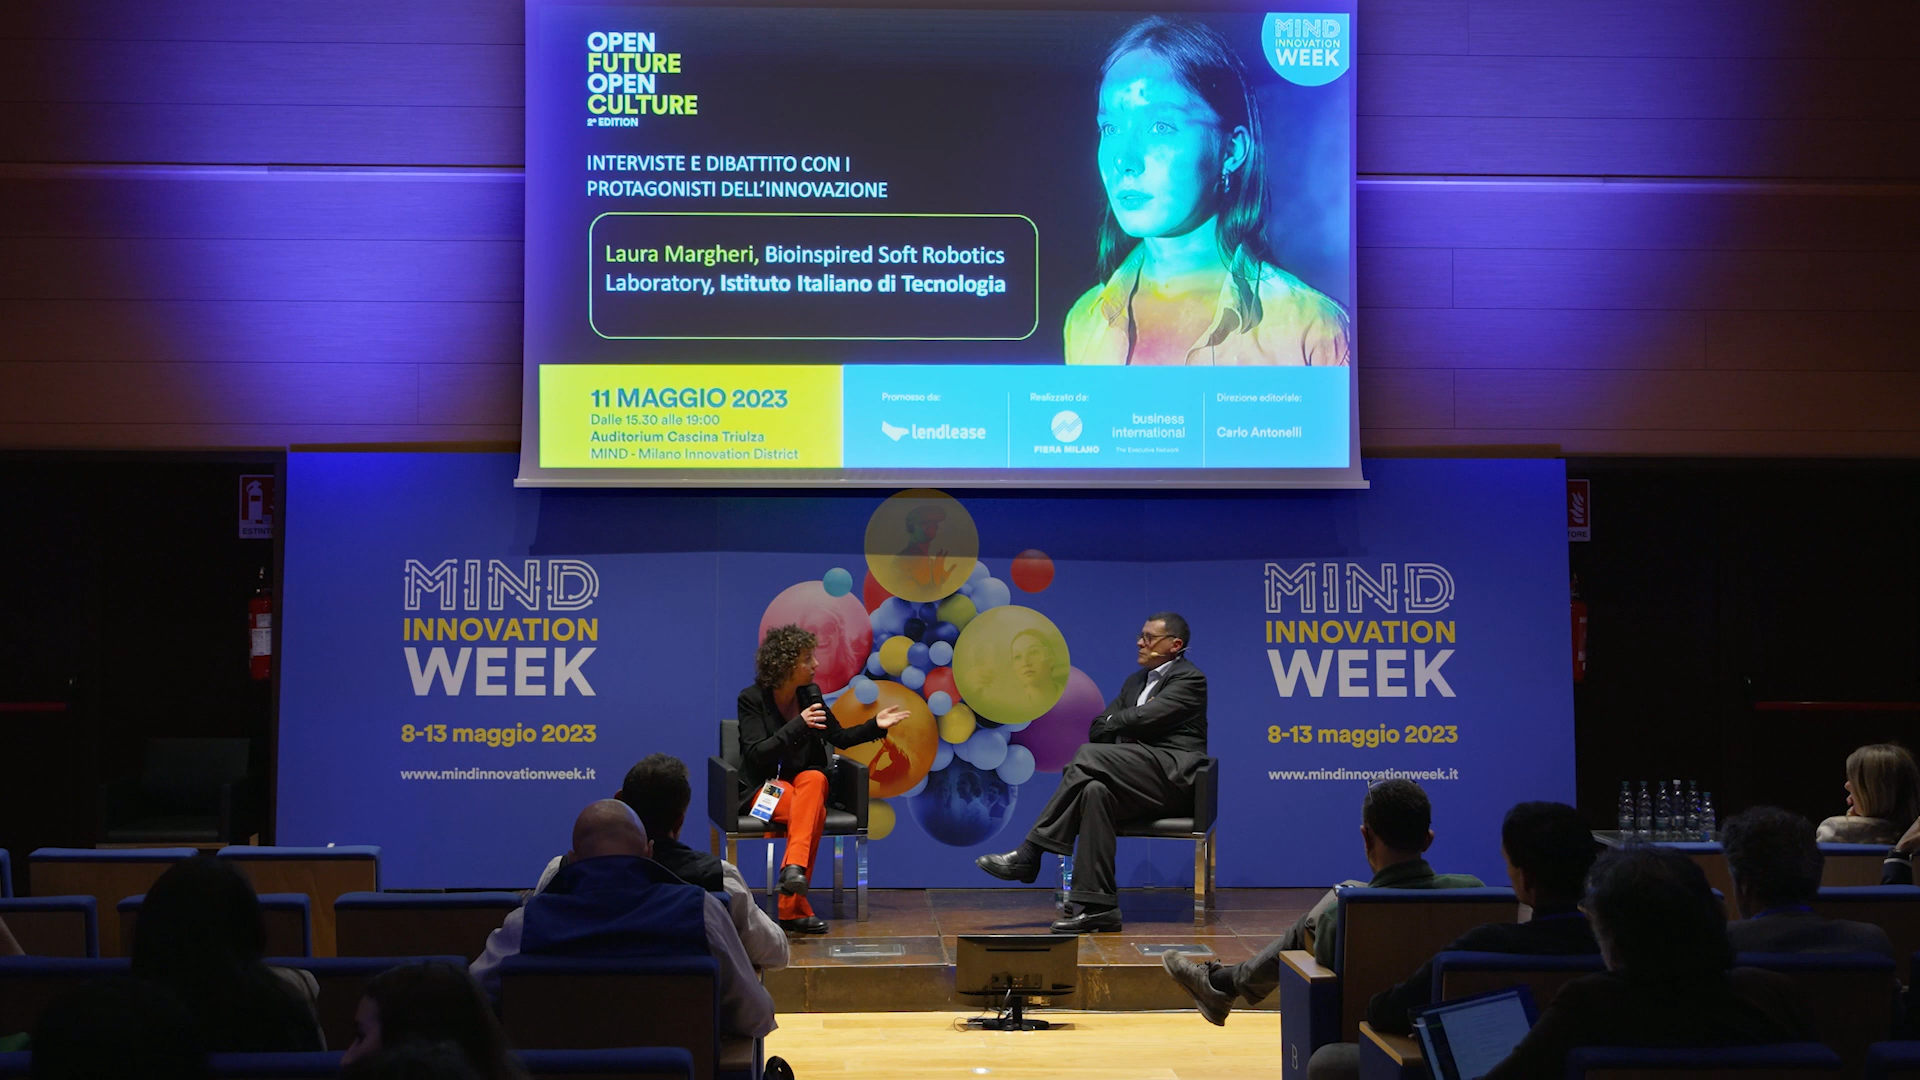 OPEN
FUTURE
OPEN
CULTURE
2ª EDITION
MIND
INNOVATION
WEEK
INTERVISTE E DIBATTITO CON I
PROTAGONISTI DELL'INNOVAZIONE
Laura Margheri, Bioinspired Soft Robotics
Laboratory, Istituto Italiano di Tecnologia
11 MAGGIO 2023
Dalle 15.30 alle 19:00
Auditorium Cascina Triulza
MIND - Milano Innovation District
Promosso da:
lendlease
Realizzato da:
FIERA MILANO
business
international
The Executive Network
Direzione editoriale:
Carlo Antonelli
MIND
INNOVATION
WEEK
8-13 maggio 2023
www.mindinnovationweek.it
MIND
INNOVATION
WEEK
8-13 maggio 2023
www.mindinnovationweek.it